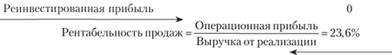 Реинвестированная прибыль 0
Рентабельность продаж = Операционная прибыль / Выручка от реализации = 23,6%